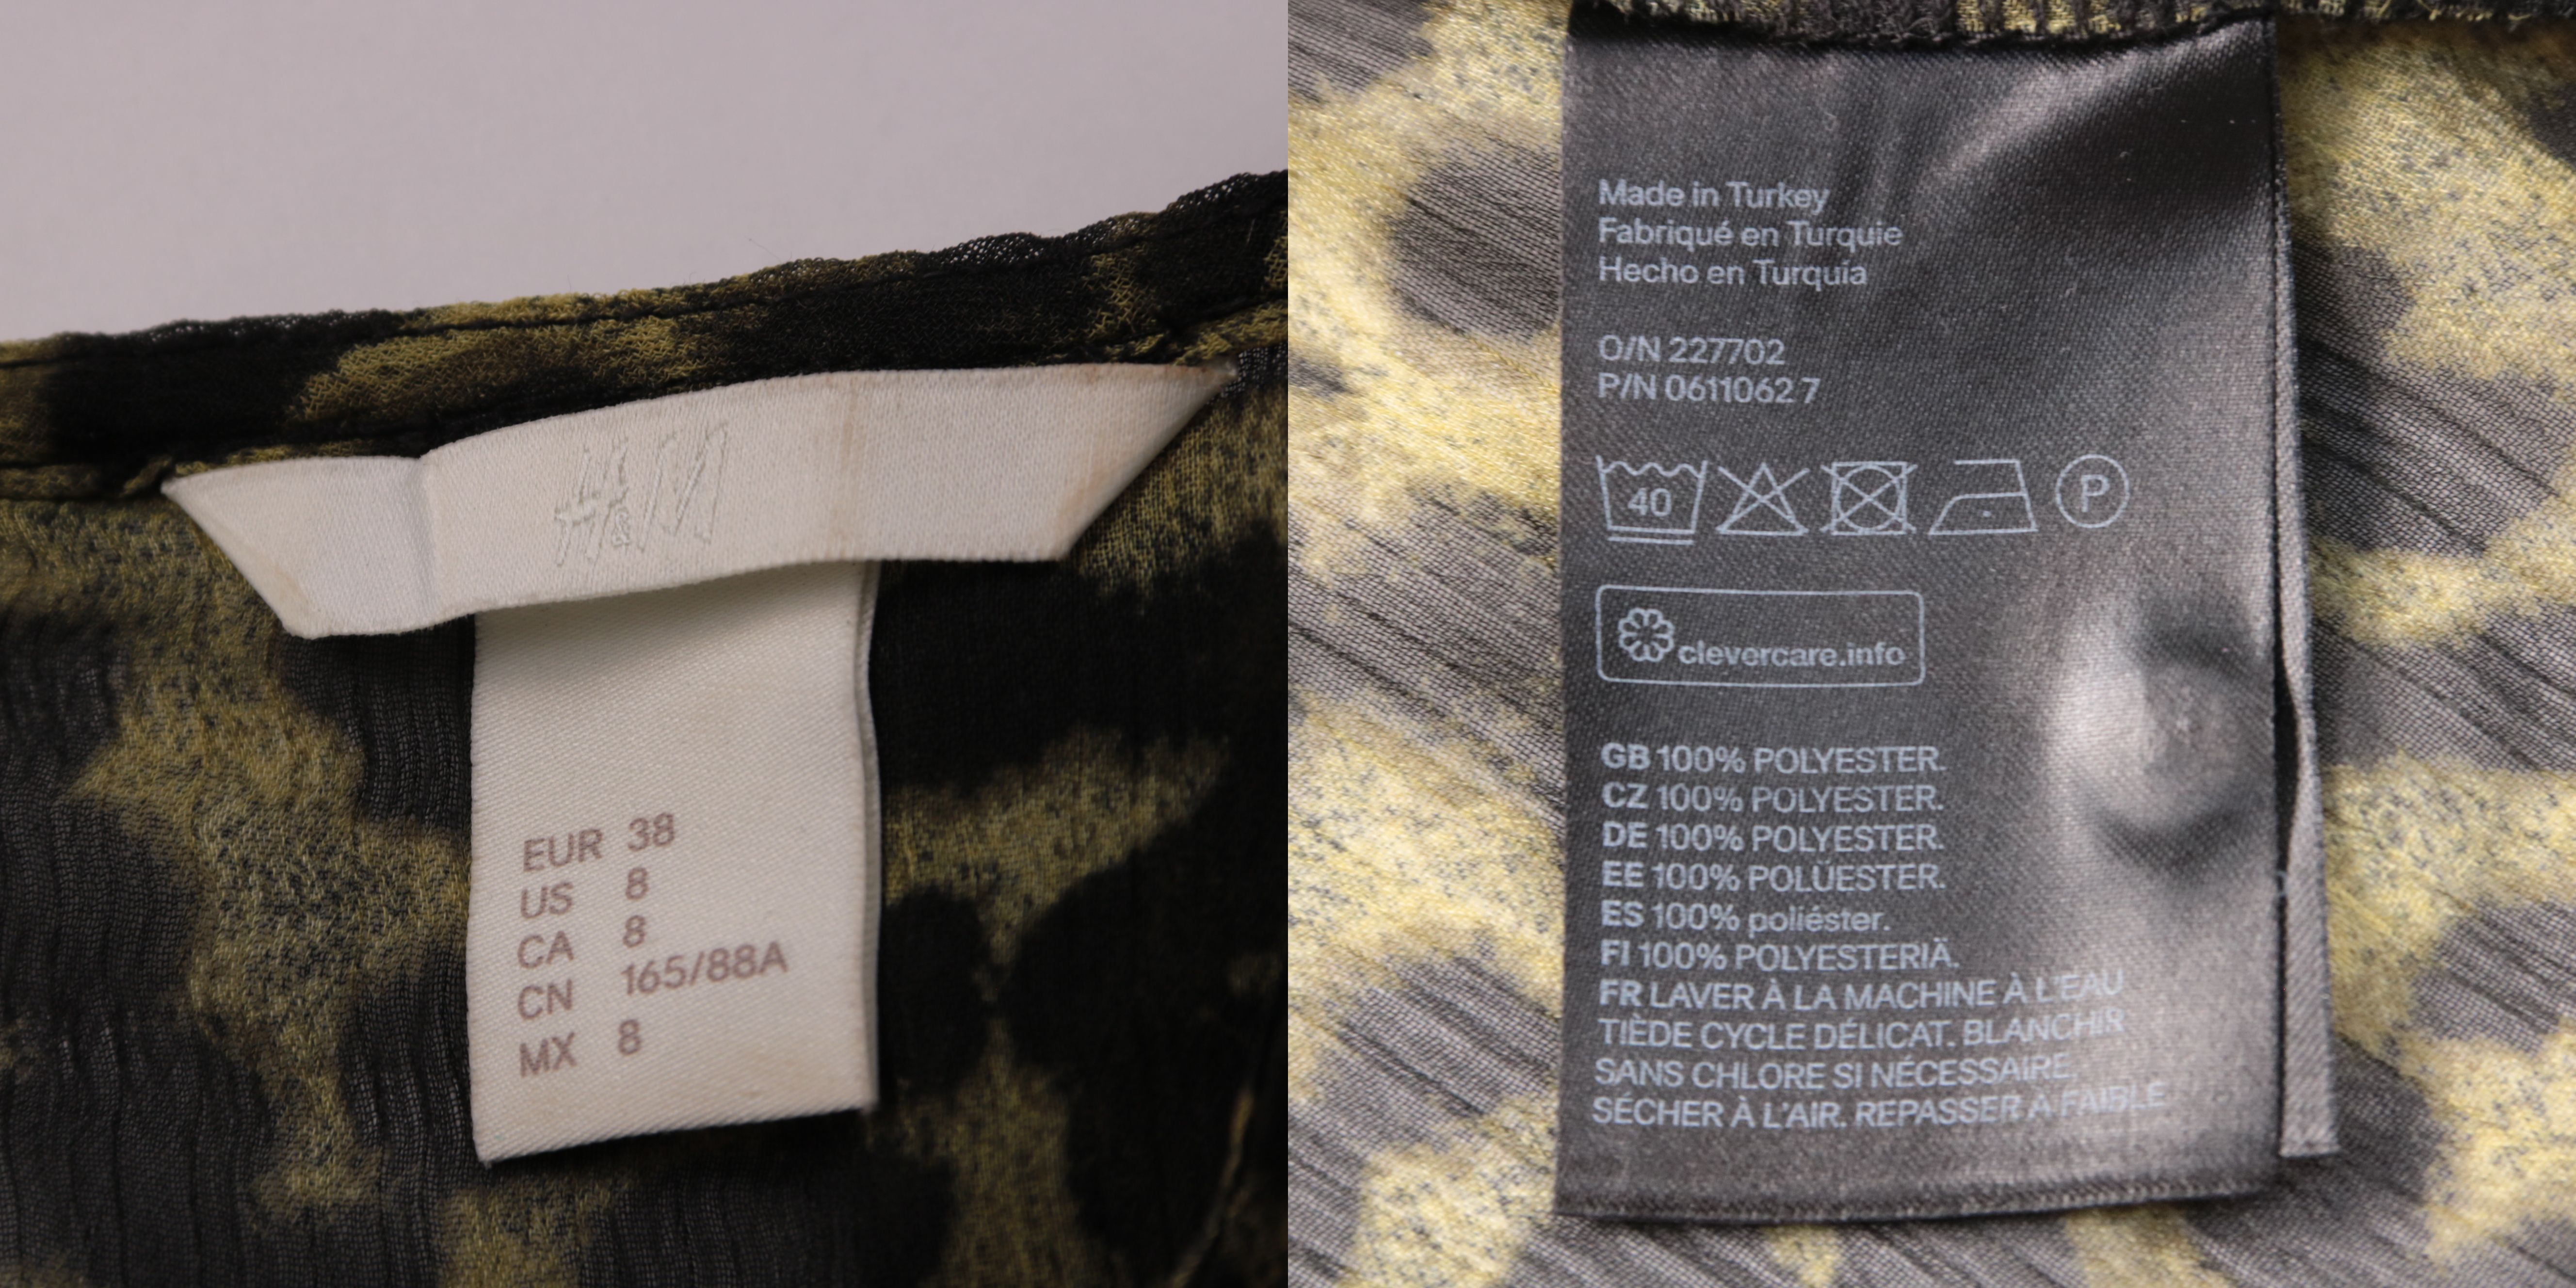 H&M
EUR 38
US 8
CA 8
CN 165/88A
MX 8
Made in Turkey
Fabriqué en Turquie
Hecho en Turquía
O/N 227702
P/N 0611062 7
40
P
clevercare.info
GB 100% POLYESTER.
CZ 100% POLYESTER.
DE 100% POLYESTER.
EE 100% POLÜESTER.
ES 100% poliéster.
FI 100% POLYESTERIÄ.
FR LAVER À LA MACHINE À L'EAU
TIÈDE CYCLE DÉLICAT. BLANCHIR
SANS CHLORE SI NÉCESSAIRE
SÉCHER À L'AIR. REPASSER À FAIBLE